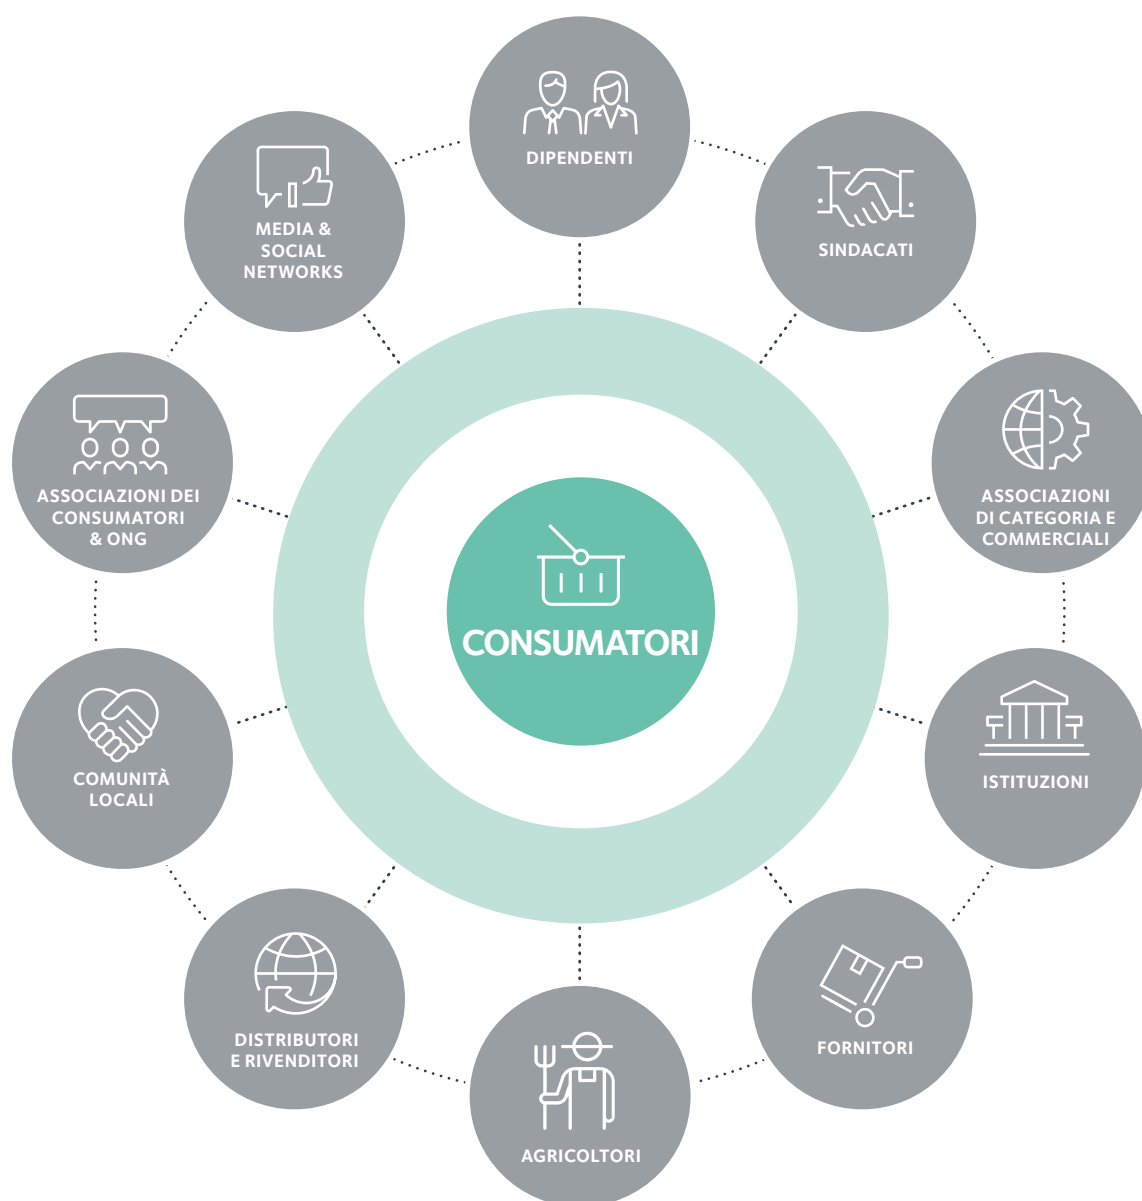 DIPENDENTI
SINDACATI
ASSOCIAZIONI
DI CATEGORIA E
COMMERCIALI
ISTITUZIONI
FORNITORI
AGRICOLTORI
DISTRIBUTORI
E RIVENDITORI
COMUNITÀ
LOCALI
ASSOCIAZIONI DEI
CONSUMATORI
& ONG
MEDIA &
SOCIAL
NETWORKS
CONSUMATORI